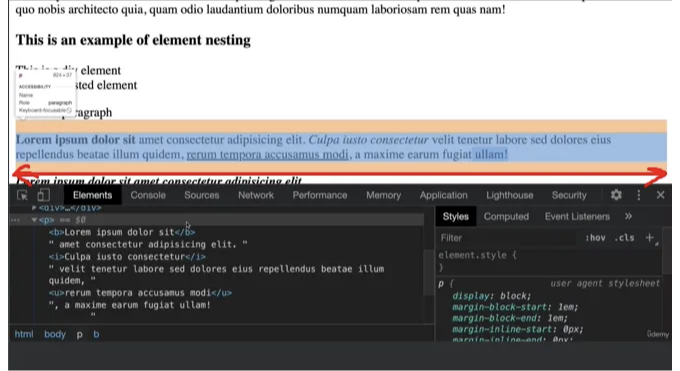 quo nobis architecto quia, quam odio laudantium doloribus numquam laboriosam rem quas nam!
This is an example of element nesting
element
p
824 × 37
sted element
ACCESSIBILITY
Name
Role paragraph
Keyboard-focusable
agraph
Lorem ipsum dolor sit amet consectetur adipisicing elit. Culpa iusto consectetur velit tenetur labore sed dolores eius
repellendus beatae illum quidem, rerum tempora accusamus modi, a maxime earum fugiat ullam!
Lorem ipsum dolor sit amet consectetur adipisicing elit
Elements Console Sources Network Performance Memory Application Lighthouse Security
<div>…</div>
<p> == $0
<b>Lorem ipsum dolor sit</b>
" amet consectetur adipisicing elit. "
<i>Culpa iusto consectetur</i>
" velit tenetur labore sed dolores eius repellendus beatae illum
quidem, "
<u>rerum tempora accusamus modi</u>
", a maxime earum fugiat ullam!
"
html body p b
Styles Computed Event Listeners »
Filter :hov .cls +
element.style {
}
p { user agent stylesheet
display: block;
margin-block-start: 1em;
margin-block-end: 1em;
margin-inline-start: 0px;
margin-inline-end: 0px;
ûdemy